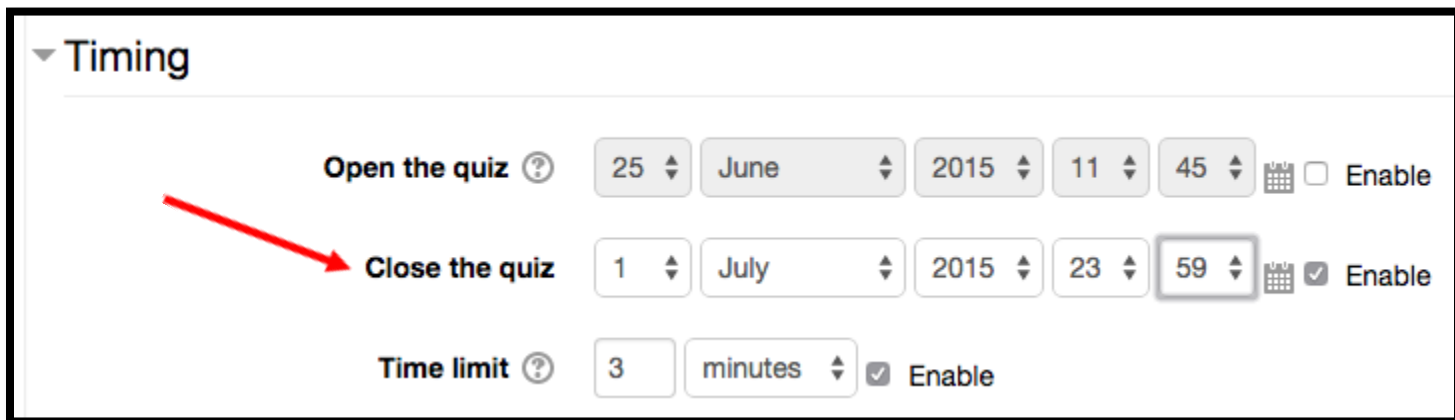 Timing
Open the quiz ? 25 June 2015 11 45 Enable
Close the quiz 1 July 2015 23 59 Enable
Time limit ? 3 minutes Enable